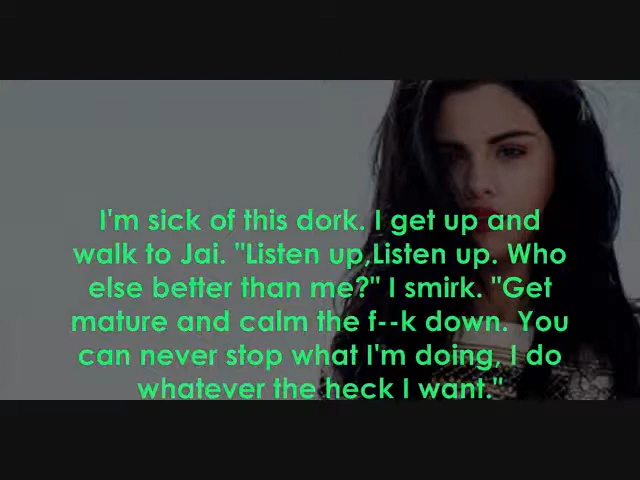 I'm sick of this dork. I get up and
walk to Jai. "Listen up,Listen up. Who
else better than me?" I smirk. "Get
mature and calm the f--k down. You
can never stop what I'm doing, I do
whatever the heck I want."